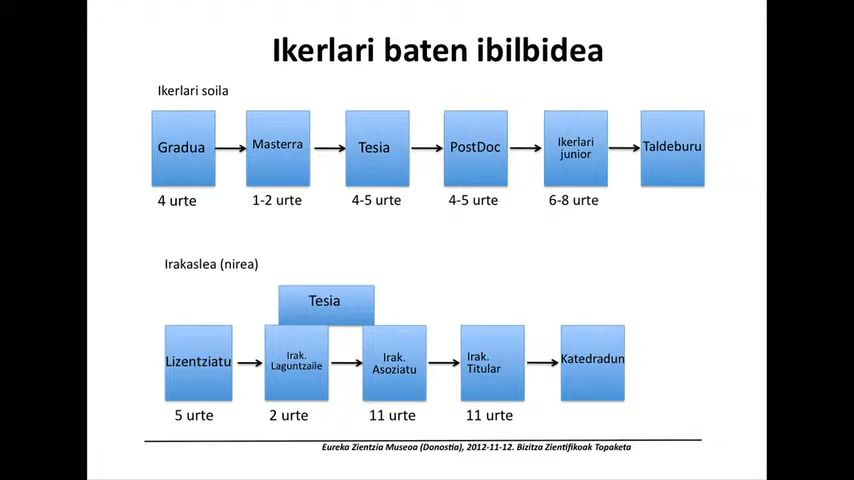 Ikerlari baten ibilbidea
Ikerlari soila
Gradua
Masterra
Tesia
PostDoc
Ikerlari
junior
Taldeburu
4 urte
1-2 urte
4-5 urte
4-5 urte
6-8 urte
Irakaslea (nirea)
Tesia
Lizentziatu
Irak.
Laguntzaile
Irak.
Asoziatu
Irak.
Titular
Katedradun
5 urte
2 urte
11 urte
11 urte
Eureka Zientzia Museoa (Donostia), 2012-11-12. Bizitza Zientifikoak Topaketa